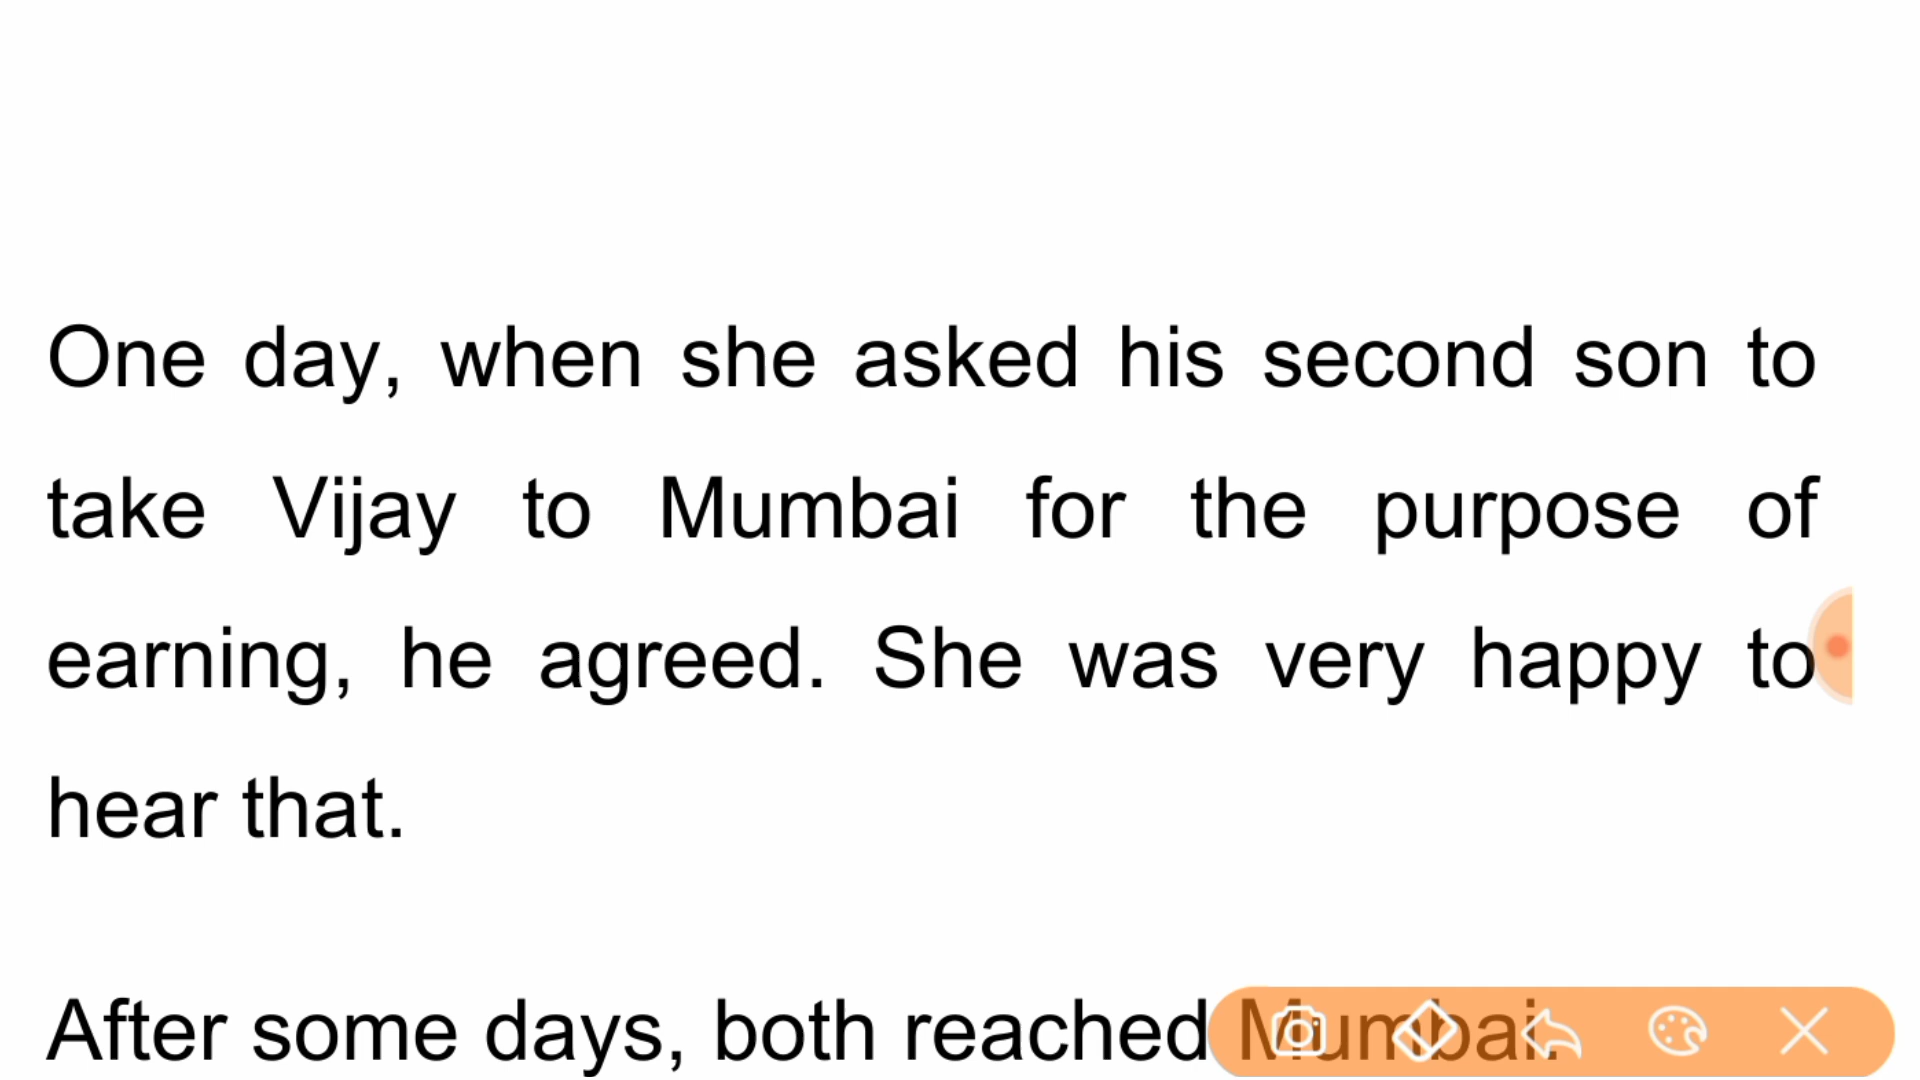 One day, when she asked his second son to
take Vijay to Mumbai for the purpose of
earning, he agreed. She was very happy to
hear that.
After some days, both reached Mumbai.